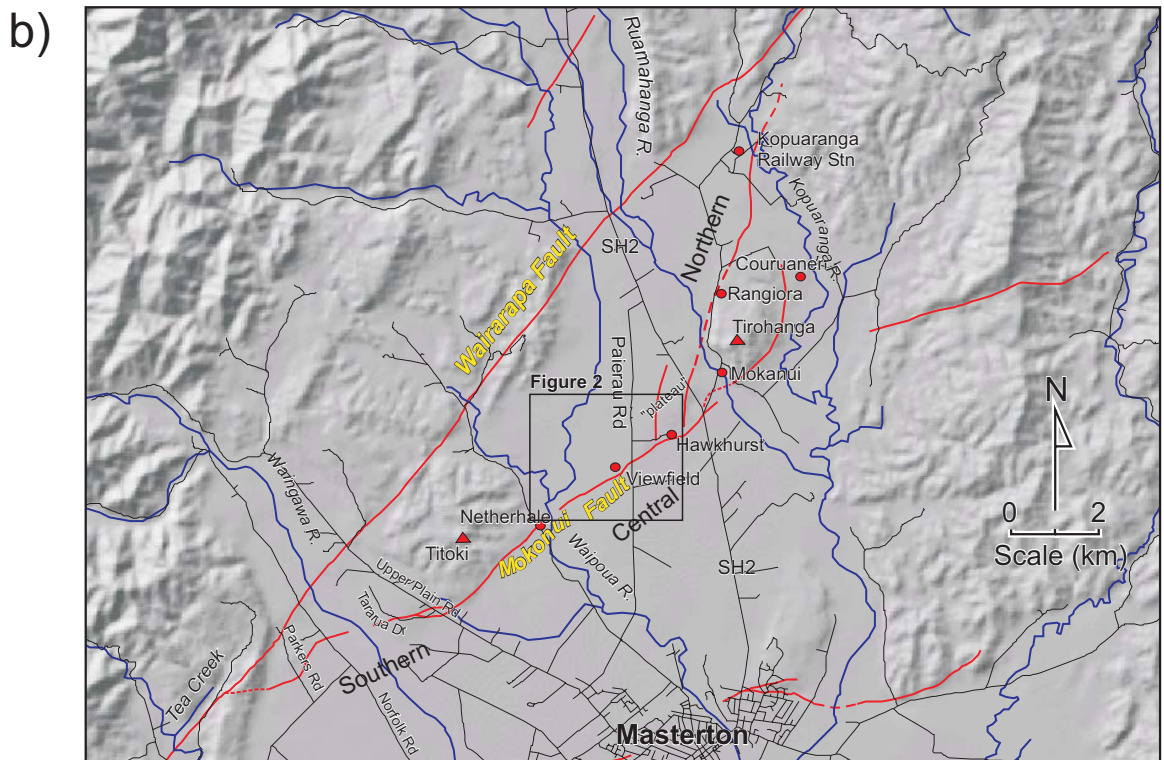 b)
Ruamahanga R.
Kopuaranga
Railway Stn
Kopuaranga R.
Northern
SH2
Couruaneri
Rangiora
Wairarapa Fault
Tirohanga
Paierau Rd
Mokanui
Figure 2
"plateau"
N
Hawkhurst
Viewfield
Waingawa R.
Mokonui Fault
Central
0 2
Scale (km)
Netherhale
Titoki
Waipoua R.
Upper Plain Rd
SH2
Tararua Dr
Parkers Rd
Southern
Tea Creek
Norfolk Rd
Masterton